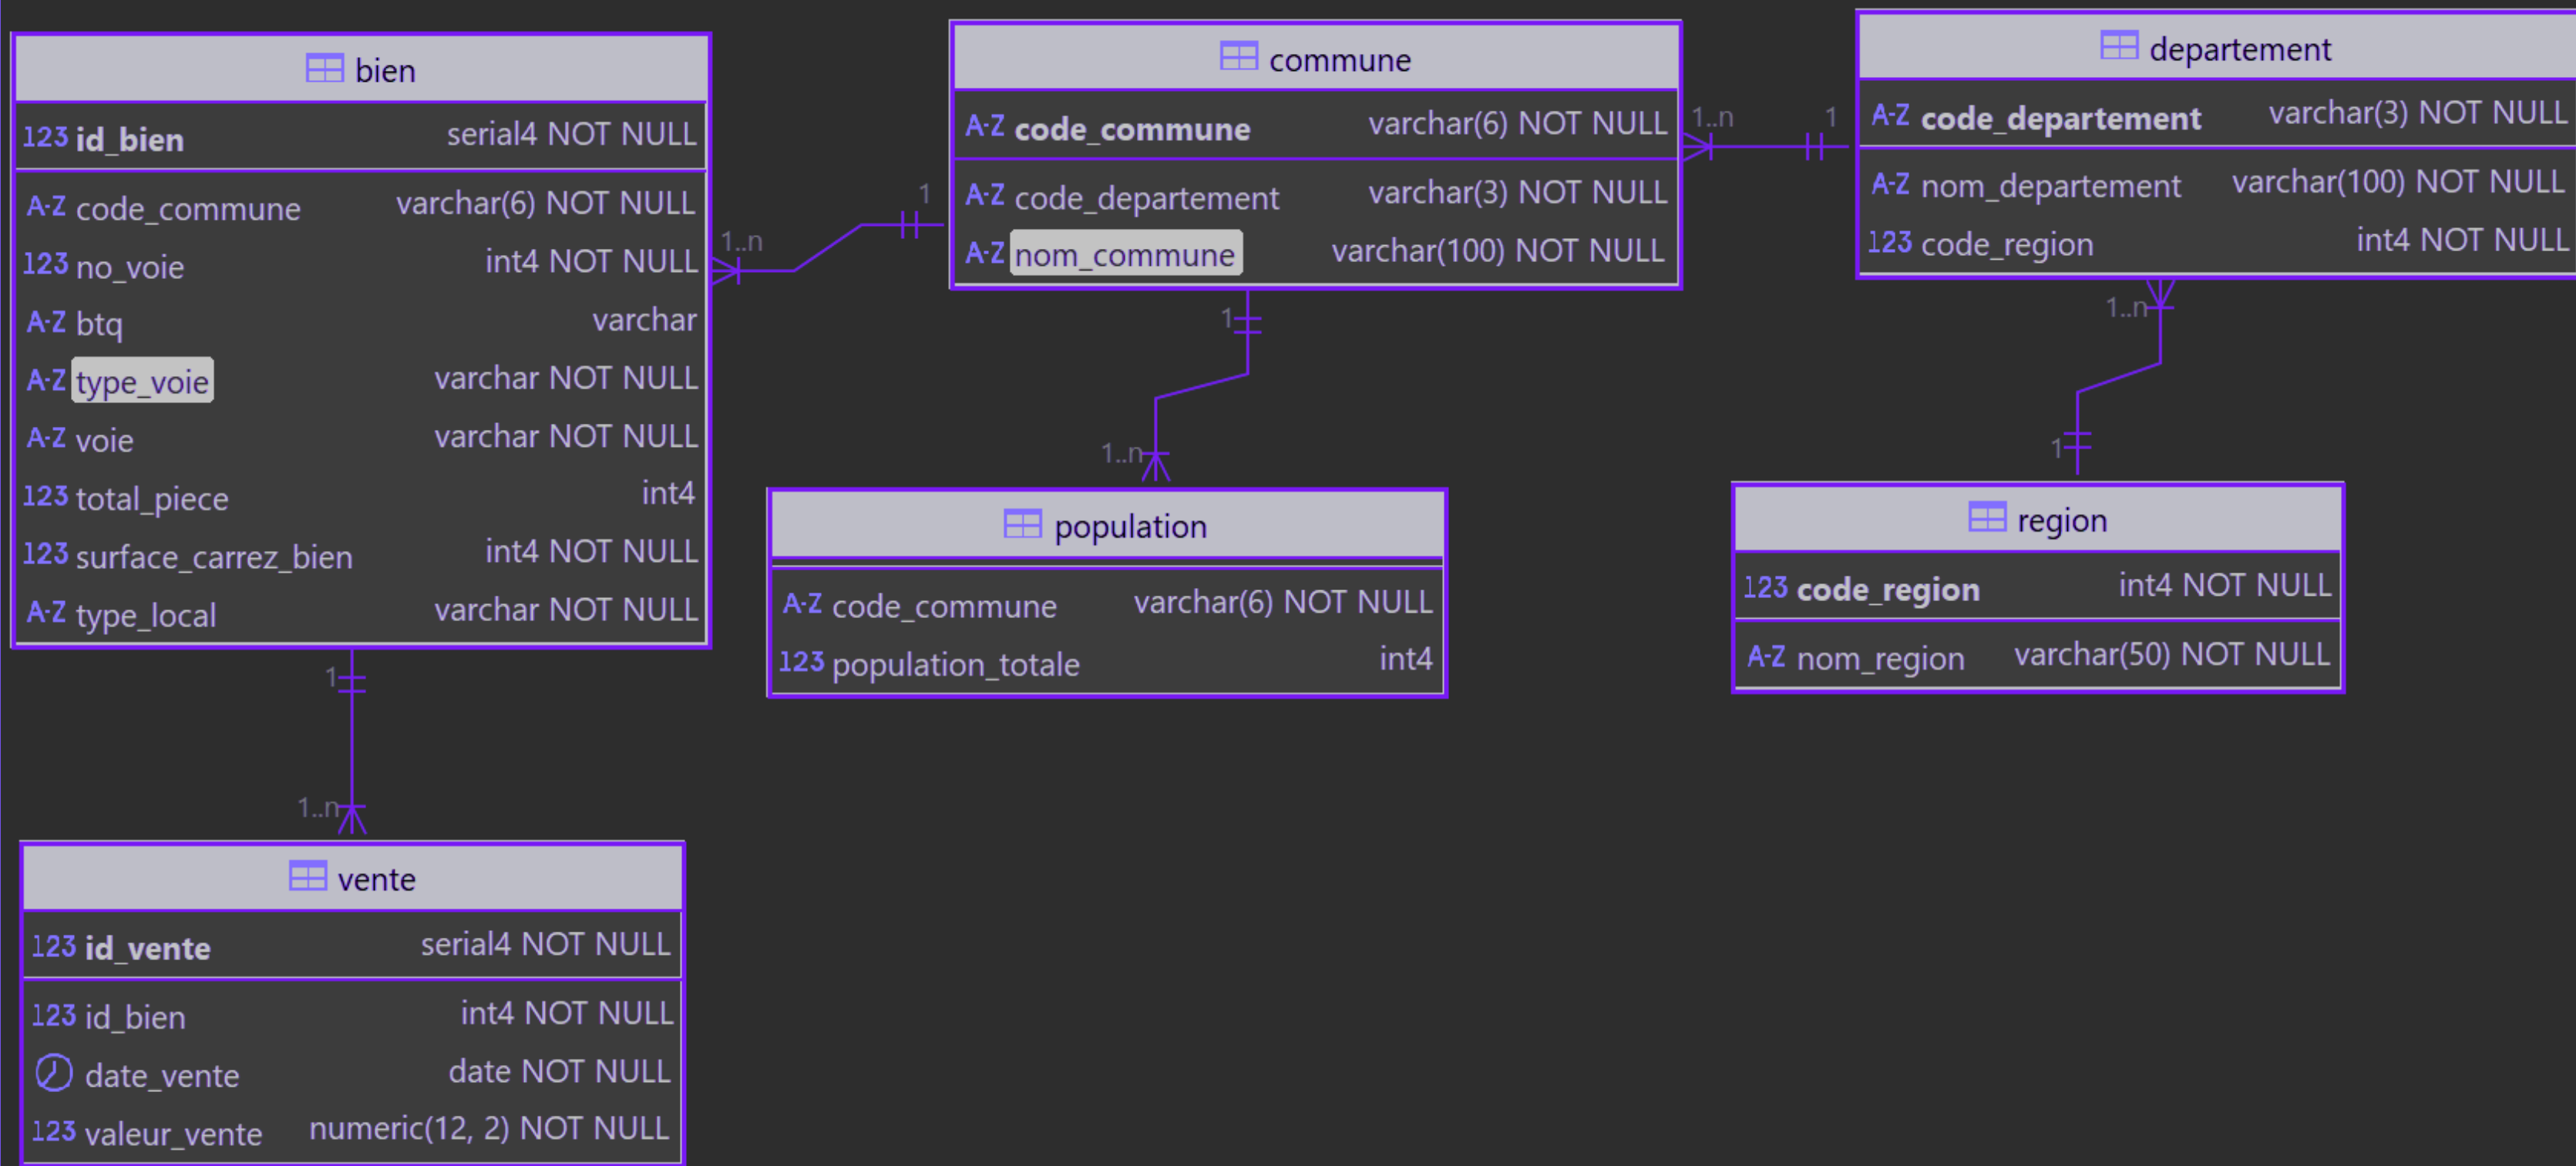 bien
123 id_bien serial4 NOT NULL
A-Z code_commune varchar(6) NOT NULL
123 no_voie int4 NOT NULL
A-Z btq varchar
A-Z type_voie varchar NOT NULL
A-Z voie varchar NOT NULL
123 total_piece int4
123 surface_carrez_bien int4 NOT NULL
A-Z type_local varchar NOT NULL
1..n
1
commune
A-Z code_commune varchar(6) NOT NULL
A-Z code_departement varchar(3) NOT NULL
A-Z nom_commune varchar(100) NOT NULL
1..n
1
departement
A-Z code_departement varchar(3) NOT NULL
A-Z nom_departement varchar(100) NOT NULL
123 code_region int4 NOT NULL
1
1..n
population
A-Z code_commune varchar(6) NOT NULL
123 population_totale int4
1..n
1
region
123 code_region int4 NOT NULL
A-Z nom_region varchar(50) NOT NULL
1
1..n
vente
123 id_vente serial4 NOT NULL
123 id_bien int4 NOT NULL
date_vente date NOT NULL
123 valeur_vente numeric(12, 2) NOT NULL